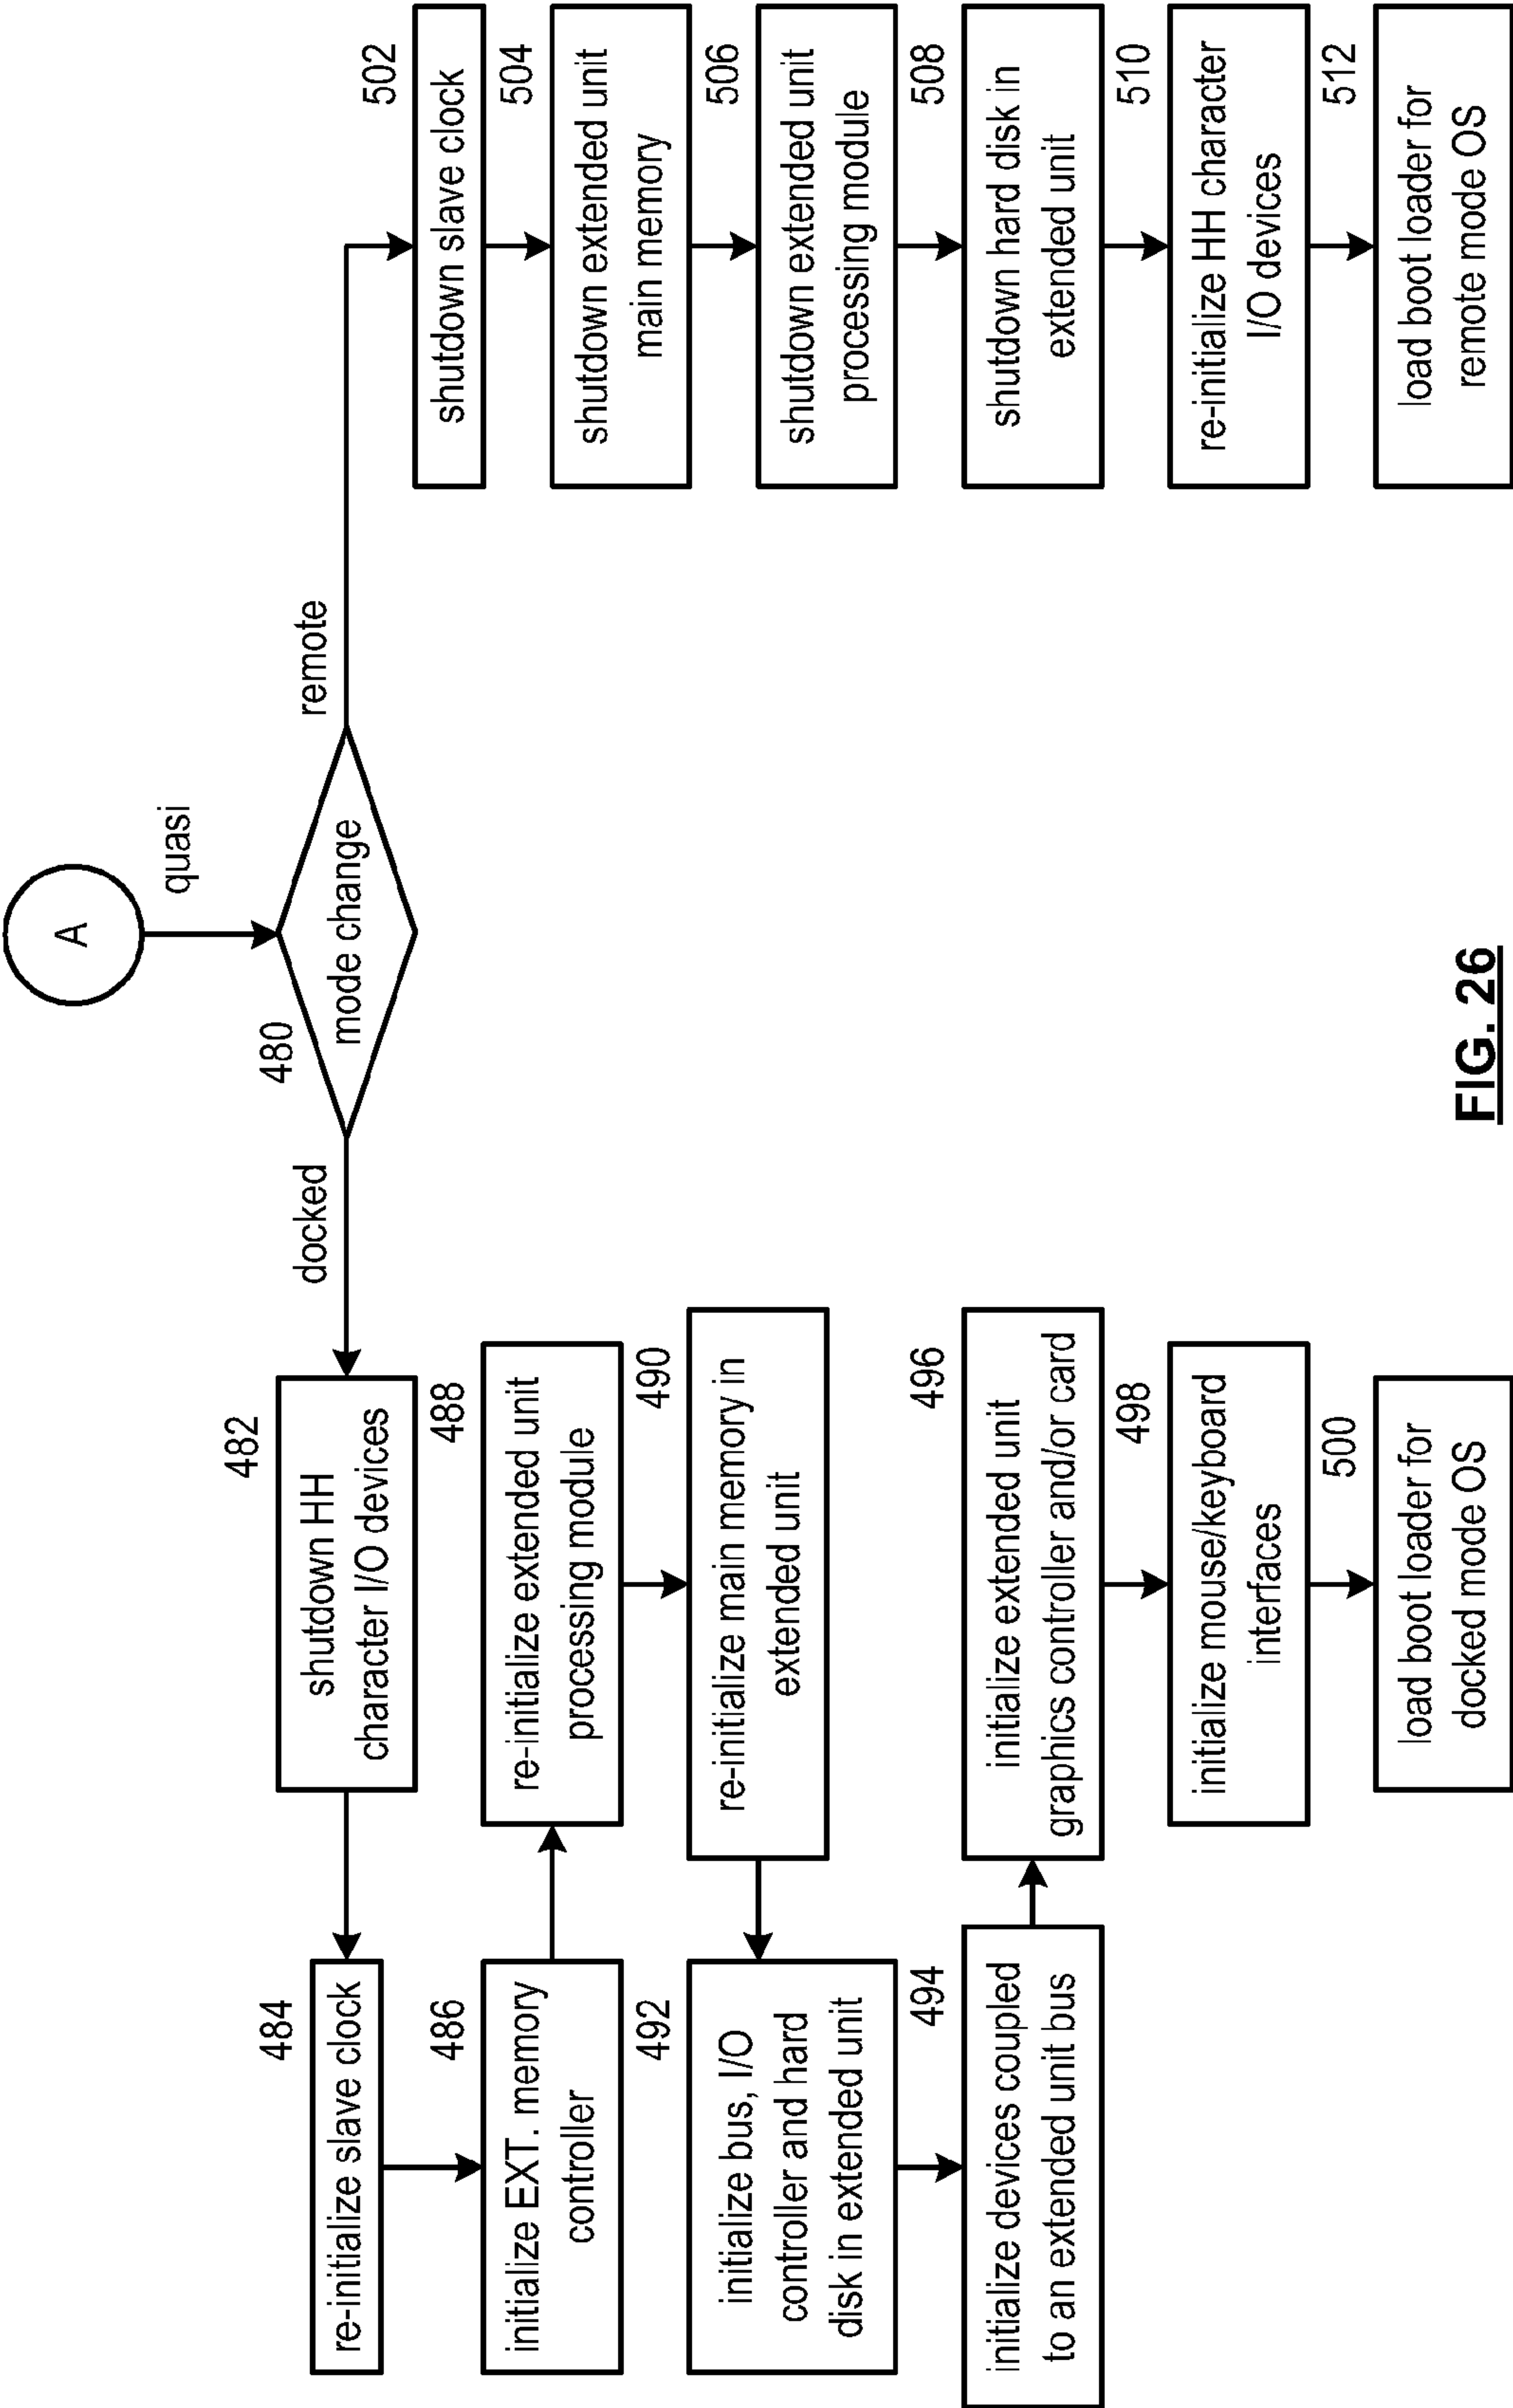 A
quasi
480
mode change
docked
remote
482
shutdown HH
character I/O devices
484
re-initialize slave clock
486
initialize EXT. memory
controller
488
re-initialize extended unit
processing module
490
re-initialize main memory in
extended unit
492
initialize bus, I/O
controller and hard
disk in extended unit
494
initialize devices coupled
to an extended unit bus
496
initialize extended unit
graphics controller and/or card
498
initialize mouse/keyboard
interfaces
500
load boot loader for
docked mode OS
502
shutdown slave clock
504
shutdown extended unit
main memory
506
shutdown extended unit
processing module
508
shutdown hard disk in
extended unit
510
re-initialize HH character
I/O devices
512
load boot loader for
remote mode OS
FIG. 26